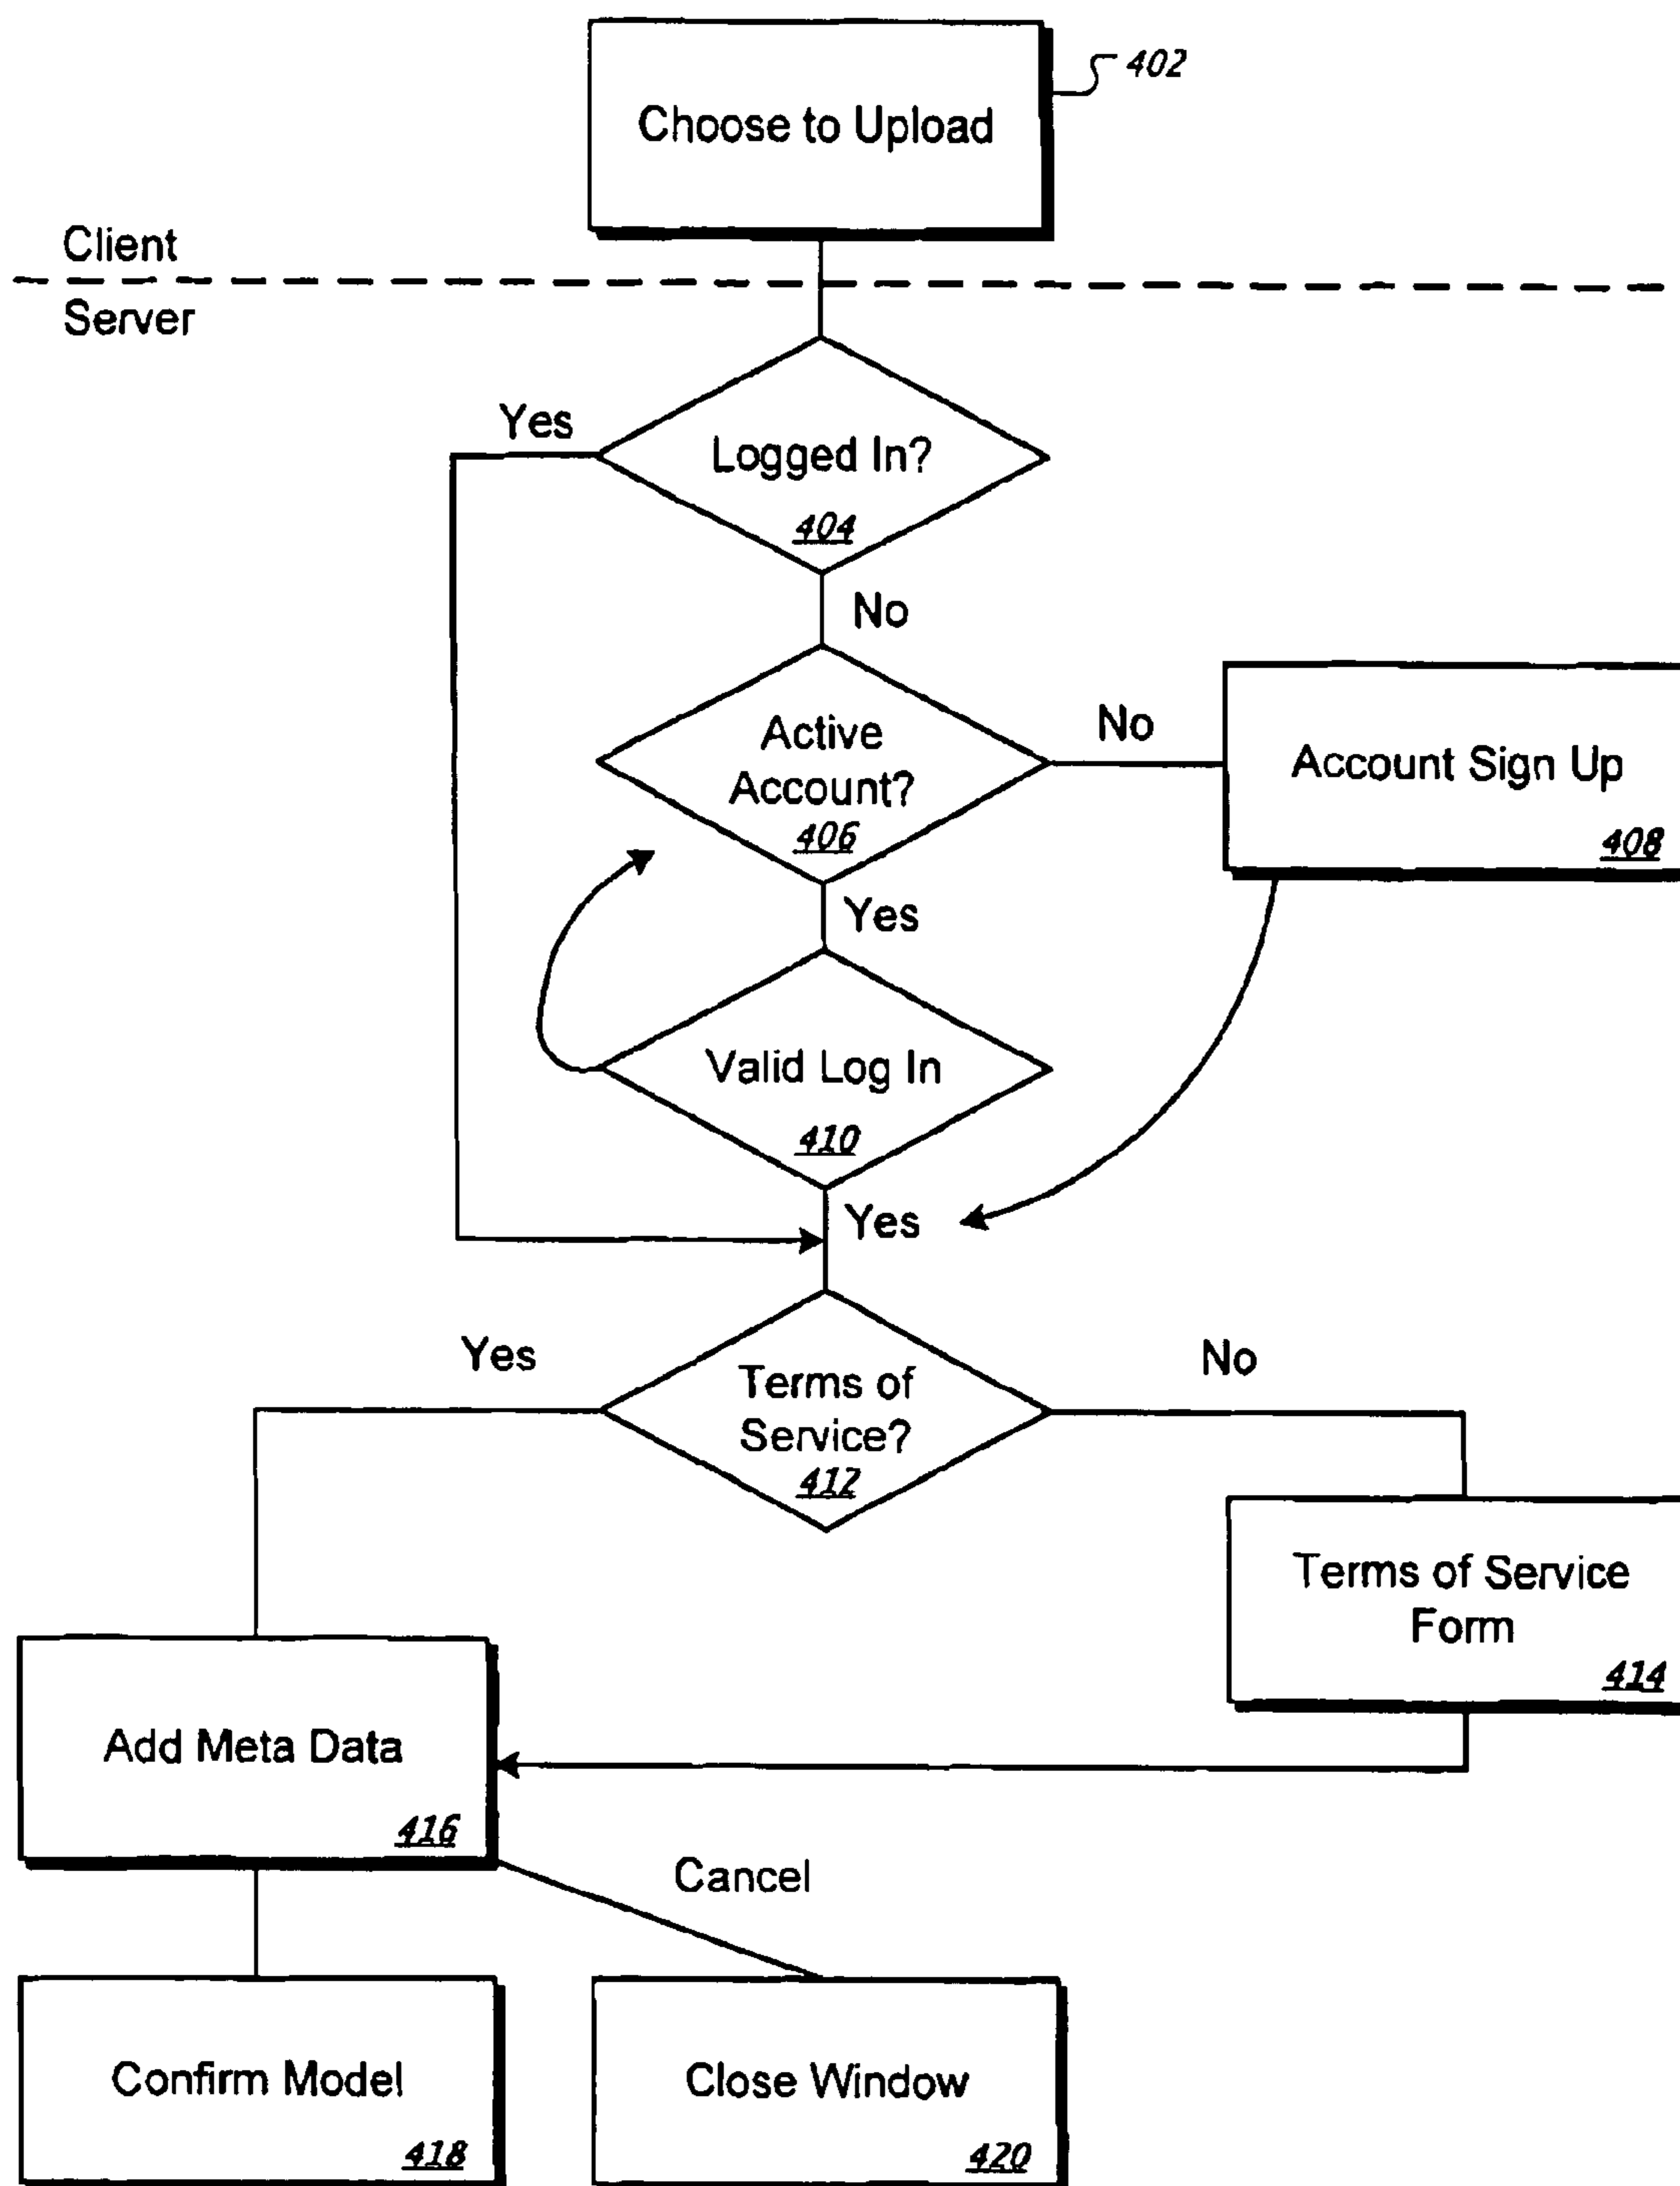 402
Choose to Upload
Client
Server
Yes
Logged In?
404
No
Active
Account?
406
No
Account Sign Up
408
Yes
Valid Log In
410
Yes
Yes
Terms of
Service?
412
No
Terms of Service
Form
414
Add Meta Data
416
Cancel
Confirm Model
418
Close Window
420